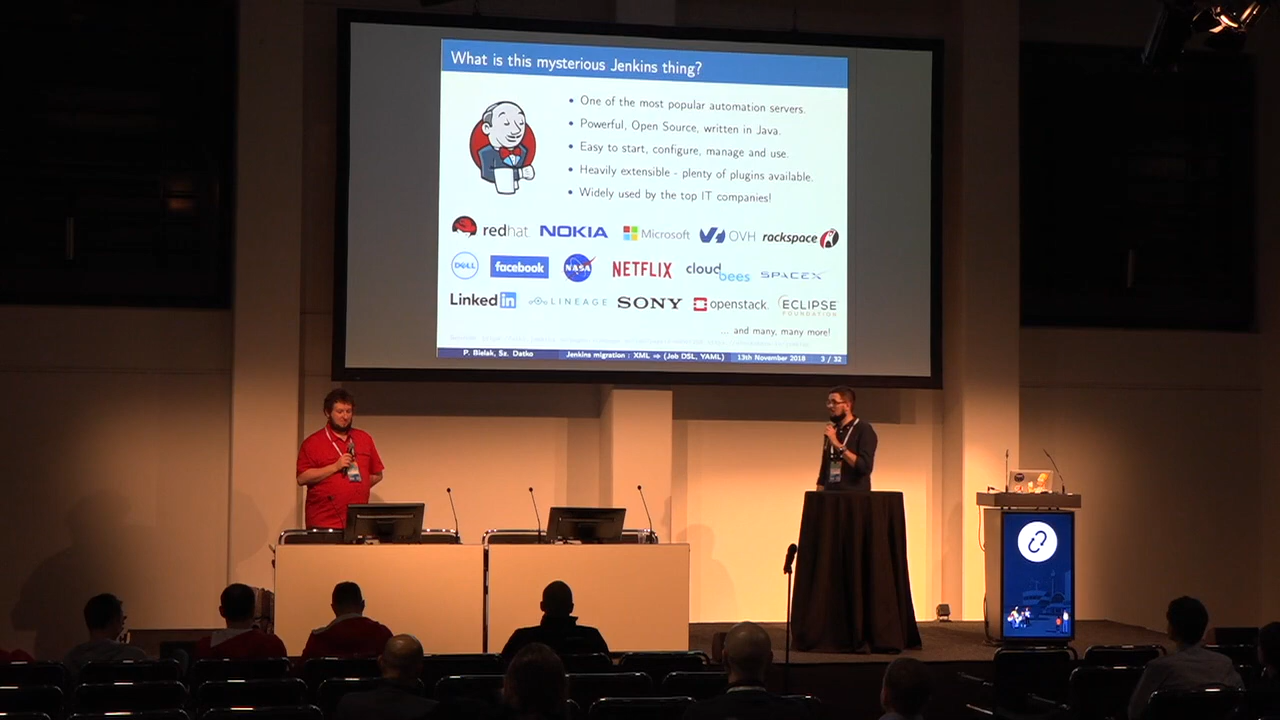 What is this mysterious Jenkins thing?
• One of the most popular automation servers.
• Powerful, Open Source, written in Java.
• Easy to start, configure, manage and use.
• Heavily extensible - plenty of plugins available.
• Widely used by the top IT companies!
redhat NOKIA Microsoft OVH rackspace
DELL facebook NASA NETFLIX cloudbees SPACEX
Linked in LINEAGE SONY openstack. ECLIPSE FOUNDATION
... and many, many more!
P. Bielak, Sz. Datko Jenkins migration : XML ⇒ (Job DSL, YAML) 13th November 2018 3 / 32